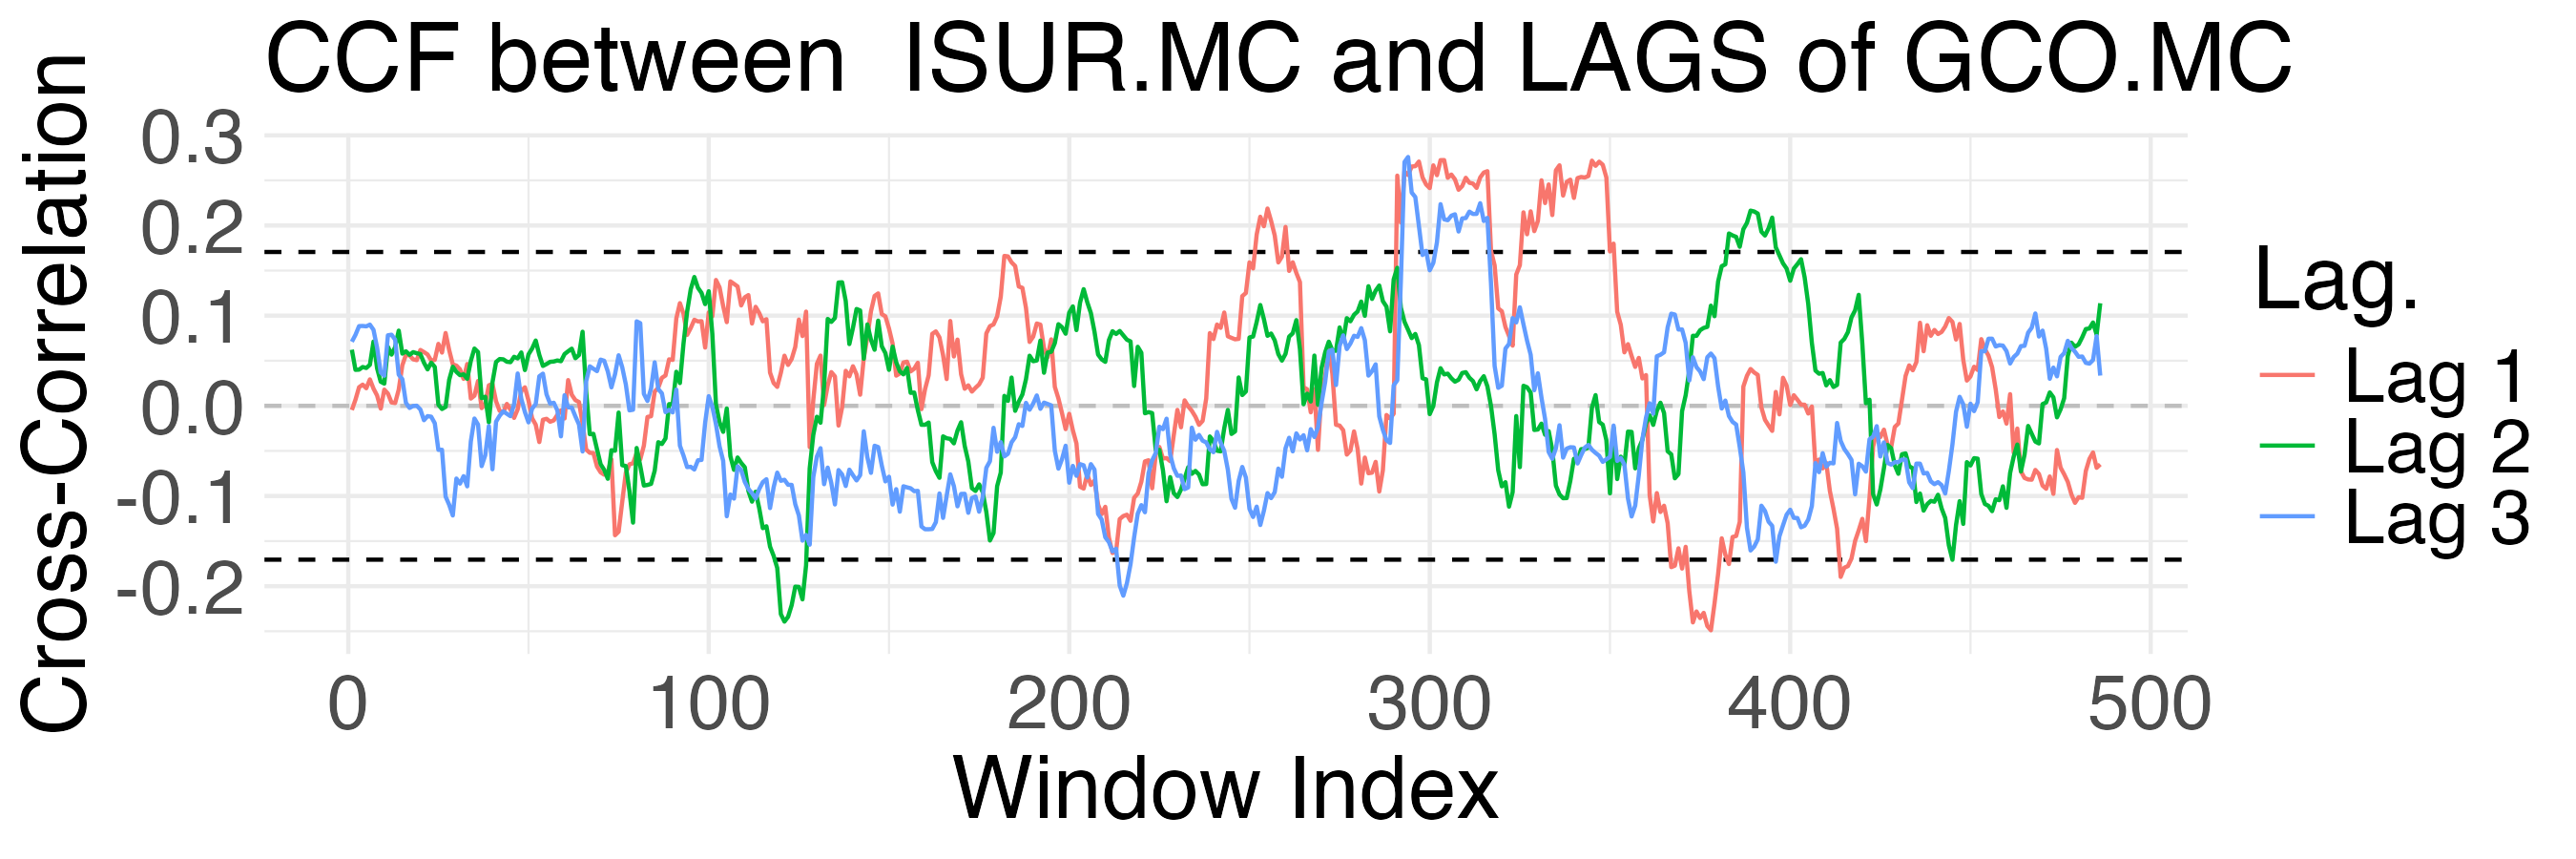 CCF between  ISUR.MC and LAGS of GCO.MC
Cross-Correlation
0.3
0.2
0.1
0.0
-0.1
-0.2
0 100 200 300 400 500
Window Index
Lag.
Lag 1
Lag 2
Lag 3